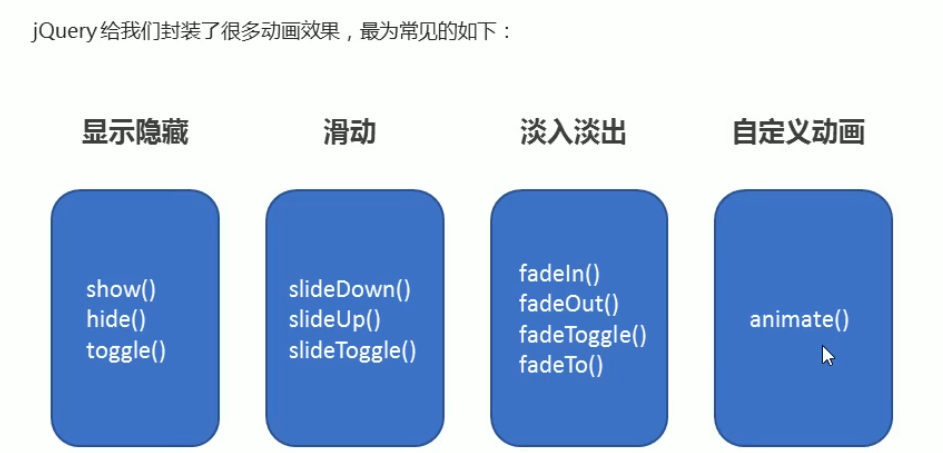 jQuery 给我们封装了很多动画效果，最为常见的如下：
显示隐藏
滑动
淡入淡出
自定义动画
show()
hide()
toggle()
slideDown()
slideUp()
slideToggle()
fadeIn()
fadeOut()
fadeToggle()
fadeTo()
animate()